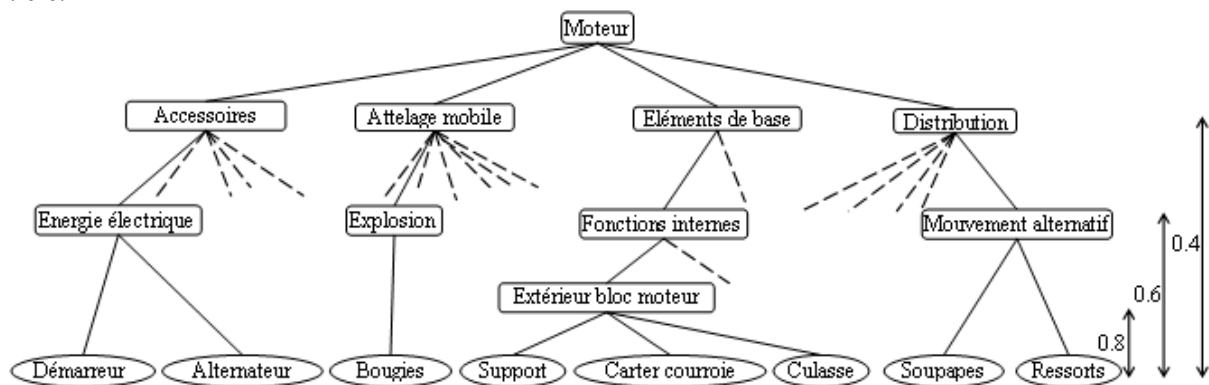 Moteur
Accessoires
Attelage mobile
Eléments de base
Distribution
Energie électrique
Explosion
Fonctions internes
Mouvement alternatif
0.4
Extérieur bloc moteur
0.6
0.8
Démarreur
Alternateur
Bougies
Support
Carter courroie
Culasse
Soupapes
Ressorts